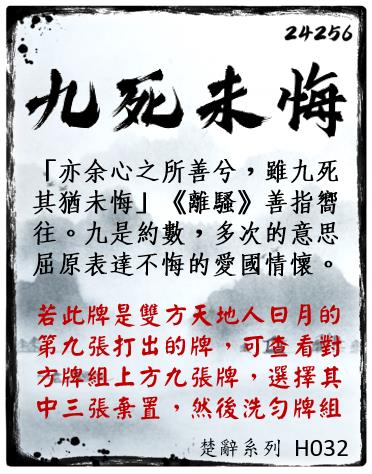 24256
九死未悔
「亦余心之所善兮，雖九死
其猶未悔」《離騷》善指嚮
往。九是約數，多次的意思
屈原表達不悔的愛國情懷。
若此牌是雙方天地人日月的
第九張打出的牌，可查看對
方牌組上方九張牌，選擇其
中三張棄置，然後洗勻牌組
楚辭系列 H032